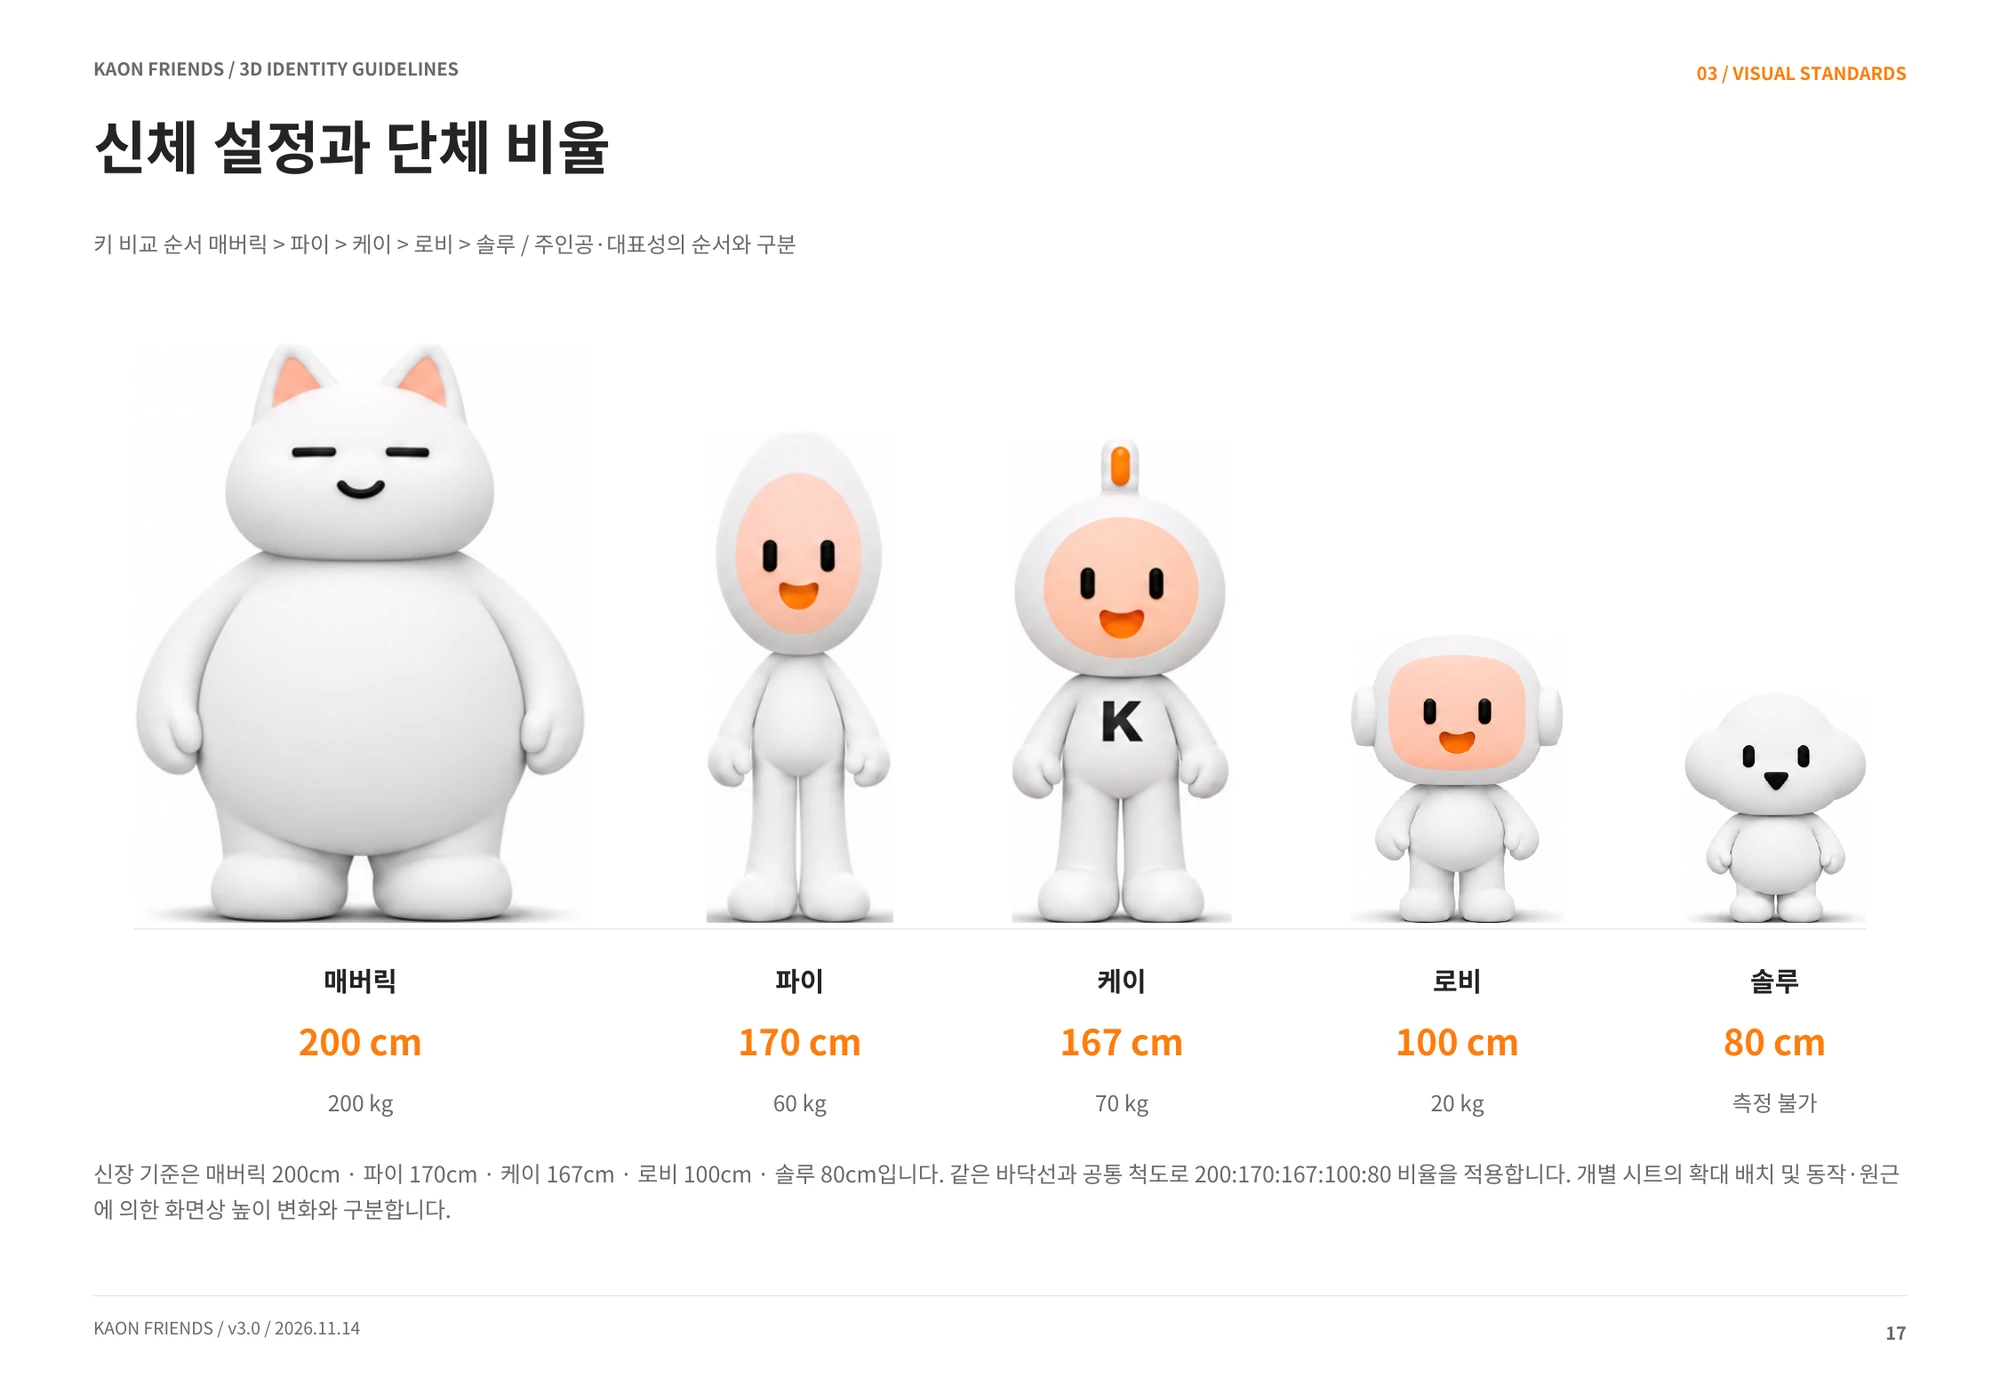 KAON FRIENDS / 3D IDENTITY GUIDELINES
03 / VISUAL STANDARDS
신체 설정과 단체 비율
키 비교 순서 매버릭 > 파이 > 케이 > 로비 > 솔루 / 주인공·대표성의 순서와 구분
K
매버릭
파이
케이
로비
솔루
200 cm
170 cm
167 cm
100 cm
80 cm
200 kg
60 kg
70 kg
20 kg
측정 불가
신장 기준은 매버릭 200cm · 파이 170cm · 케이 167cm · 로비 100cm · 솔루 80cm입니다. 같은 바닥선과 공통 척도로 200:170:167:100:80 비율을 적용합니다. 개별 시트의 확대 배치 및 동작·원근
에 의한 화면상 높이 변화와 구분합니다.
KAON FRIENDS / v3.0 / 2026.11.14
17